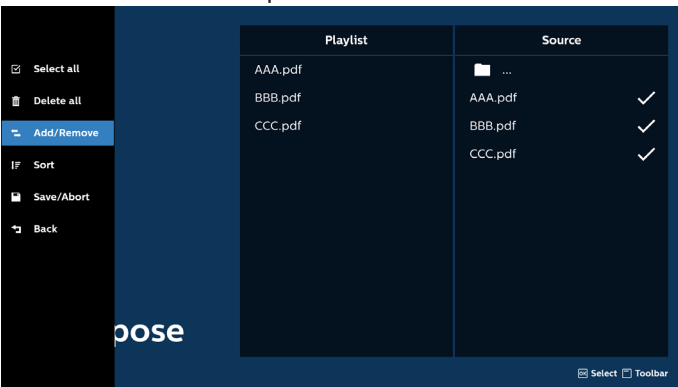 Select all
Delete all
Add/Remove
Sort
Save/Abort
Back
Playlist
AAA.pdf
BBB.pdf
CCC.pdf
Source
...
AAA.pdf
BBB.pdf
CCC.pdf
pose
OK Select Toolbar